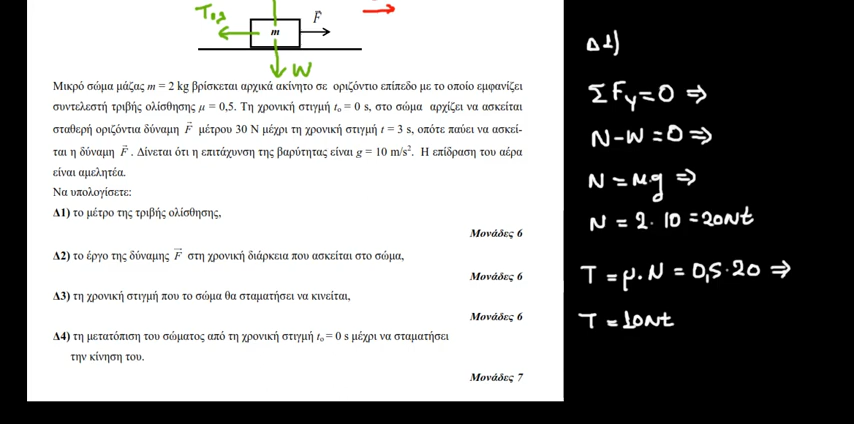 Tολ
m
F
W
Μικρό σώμα μάζας m = 2 kg βρίσκεται αρχικά ακίνητο σε οριζόντιο επίπεδο με το οποίο εμφανίζει
συντελεστή τριβής ολίσθησης μ = 0,5. Τη χρονική στιγμή t₀ = 0 s, στο σώμα αρχίζει να ασκείται
σταθερή οριζόντια δύναμη F μέτρου 30 N μέχρι τη χρονική στιγμή t = 3 s, οπότε παύει να ασκεί-
ται η δύναμη F. Δίνεται ότι η επιτάχυνση της βαρύτητας είναι g = 10 m/s². Η επίδραση του αέρα
είναι αμελητέα.
Να υπολογίσετε:
Δ1) το μέτρο της τριβής ολίσθησης,
Μονάδες 6
Δ2) το έργο της δύναμης F στη χρονική διάρκεια που ασκείται στο σώμα,
Μονάδες 6
Δ3) τη χρονική στιγμή που το σώμα θα σταματήσει να κινείται,
Μονάδες 6
Δ4) τη μετατόπιση του σώματος από τη χρονική στιγμή t₀ = 0 s μέχρι να σταματήσει
την κίνηση του.
Μονάδες 7
Δ1)
ΣFy=0 ⇒
N-W=0⇒
N=mg ⇒
N=2·10=20Nt
T=μ.N=0,5·20 ⇒
T=10Nt